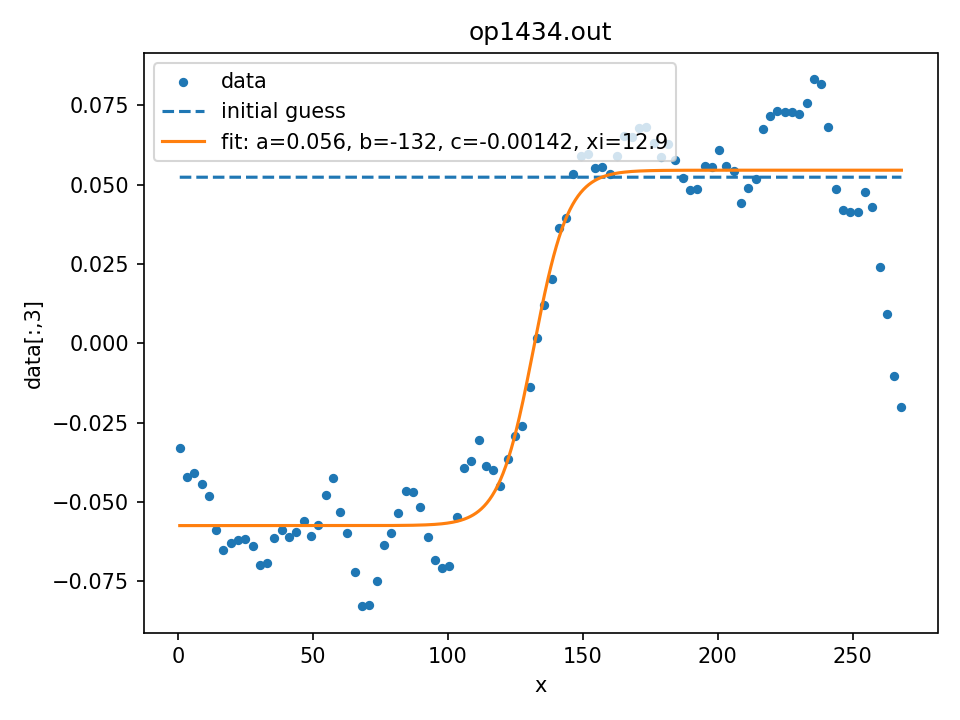 op1434.out
data
initial guess
fit: a=0.056, b=-132, c=-0.00142, xi=12.9
data[:,3]
0.075
0.050
0.025
0.000
−0.025
−0.050
−0.075
0 50 100 150 200 250
x